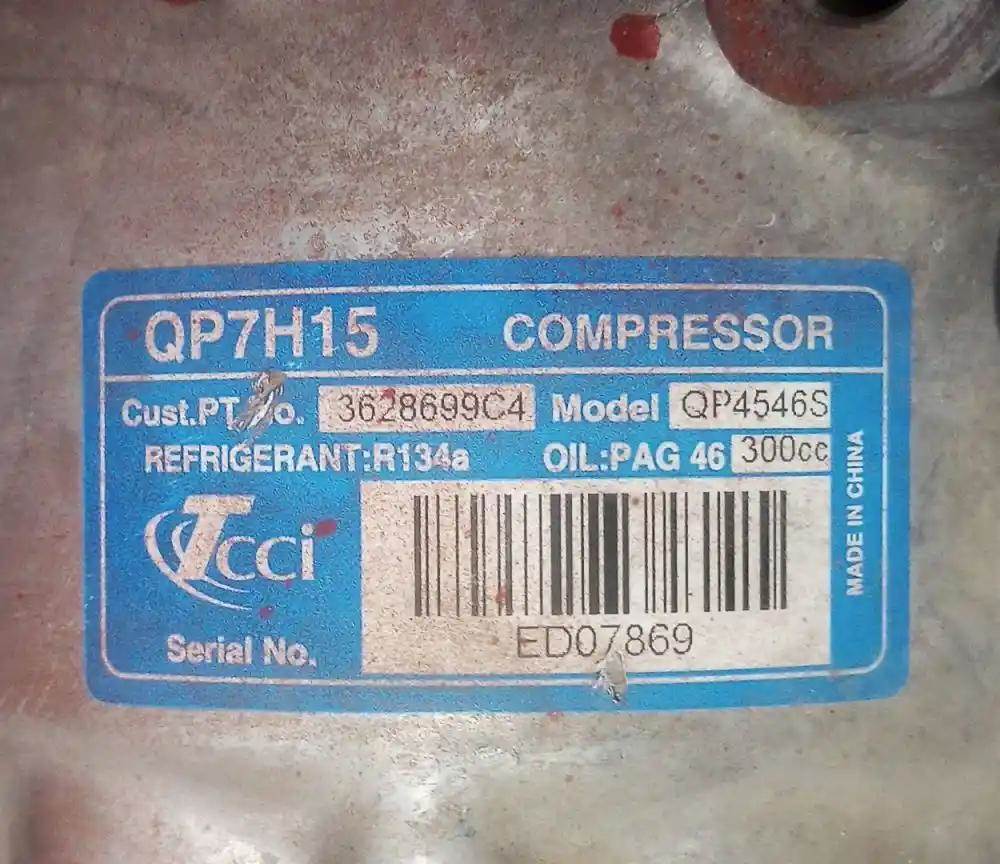 QP7H15 COMPRESSOR
Cust.PT.No. 3628699C4 Model QP4546S
REFRIGERANT:R134a OIL:PAG 46 300cc
Tcci
Serial No. ED07869
MADE IN CHINA